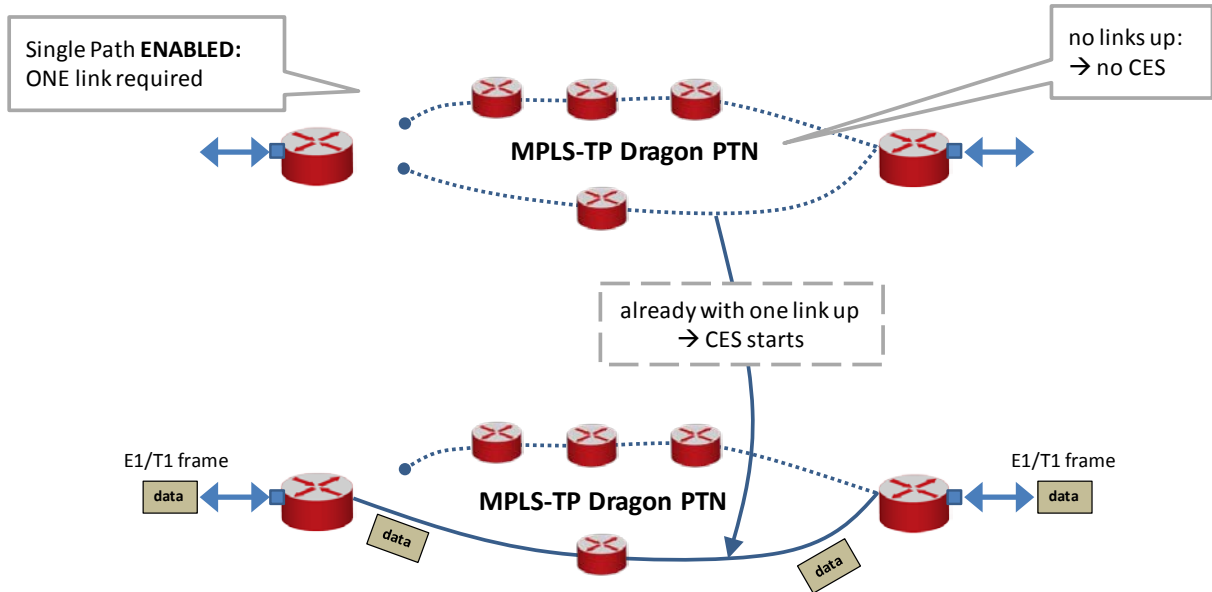 Single Path ENABLED:
ONE link required
no links up:
→ no CES
MPLS-TP Dragon PTN
already with one link up
→ CES starts
E1/T1 frame
data
MPLS-TP Dragon PTN
data
data
E1/T1 frame
data